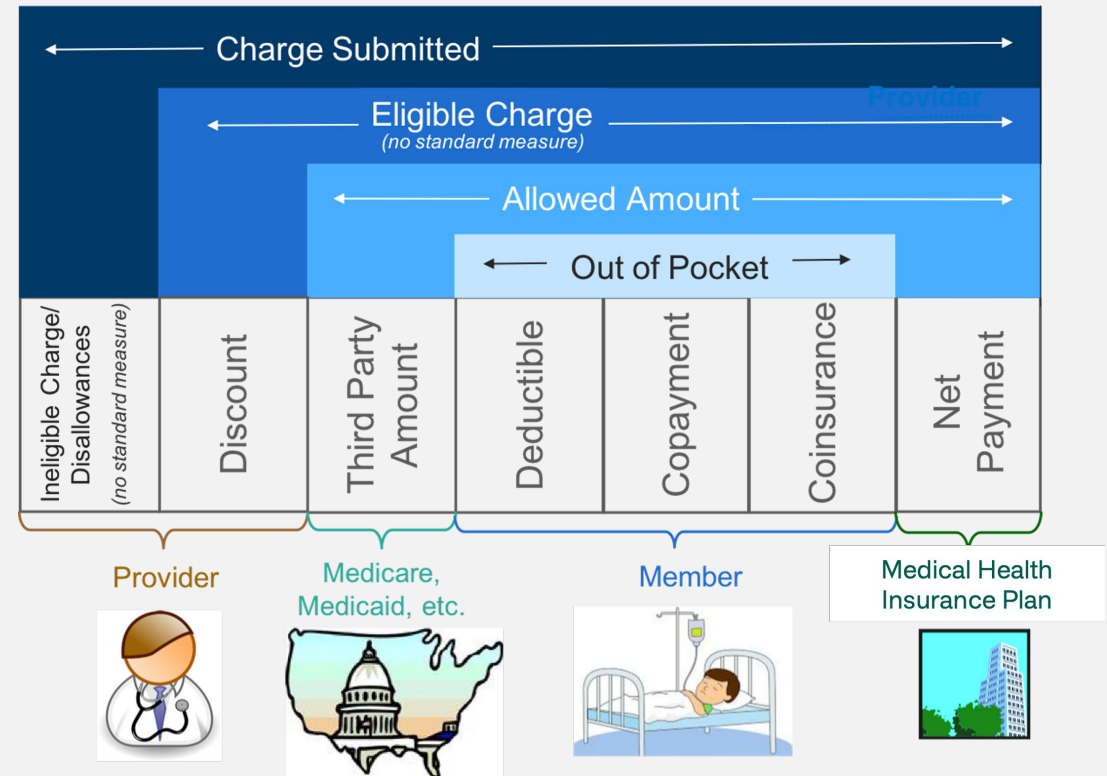 Charge Submitted
Provider
Eligible Charge
(no standard measure)
Allowed Amount
Out of Pocket
Ineligible Charge/
Disallowances
(no standard measure)
Discount
Third Party
Amount
Deductible
Copayment
Coinsurance
Net
Payment
Provider
Medicare,
Medicaid, etc.
Member
Medical Health
Insurance Plan